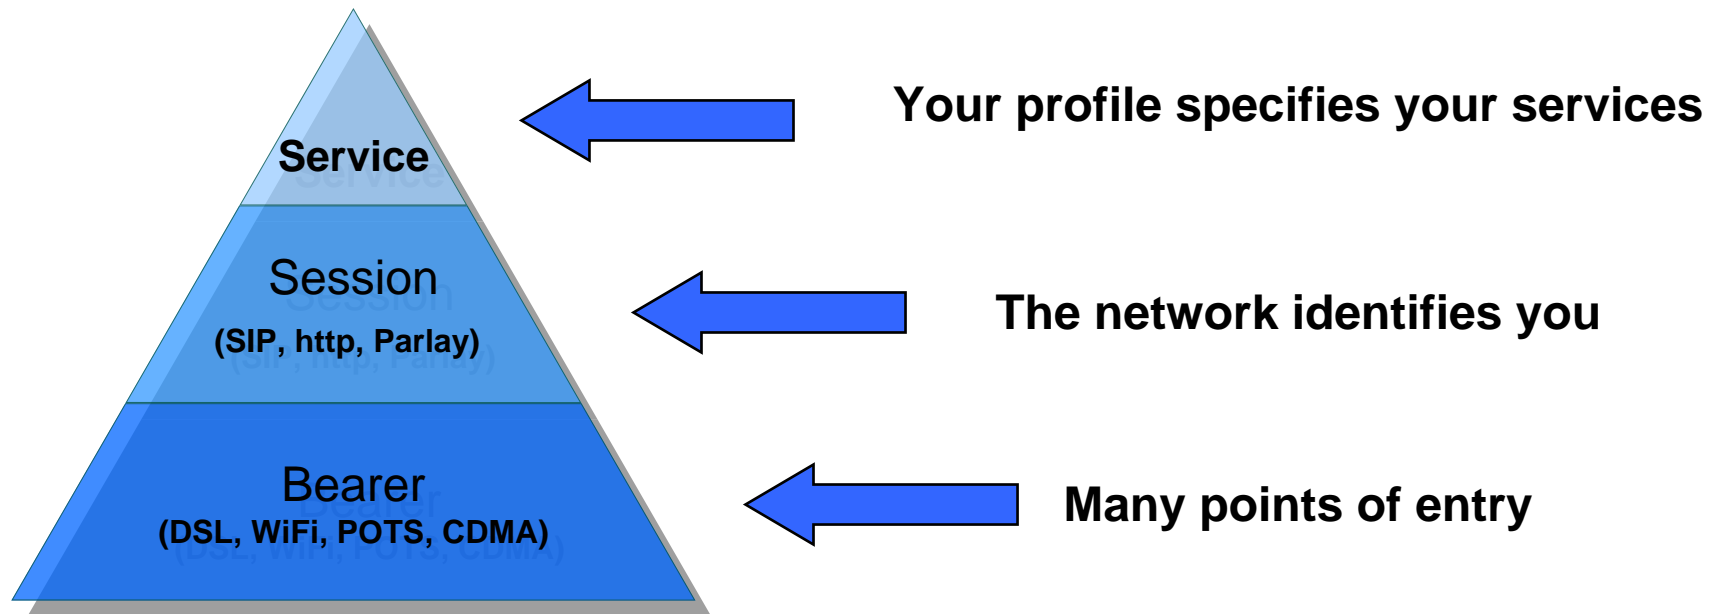 Your profile specifies your services
Service
Session
(SIP, http, Parlay)
The network identifies you
Bearer
(DSL, WiFi, POTS, CDMA)
Many points of entry